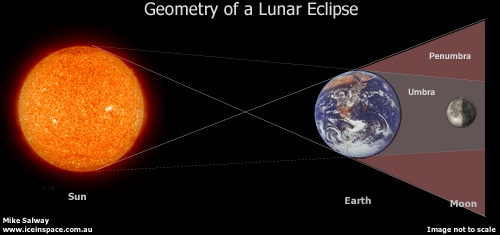 Geometry of a Lunar Eclipse
Penumbra
Umbra
Sun
Earth
Moon
Mike Salway
www.iceinspace.com.au
Image not to scale